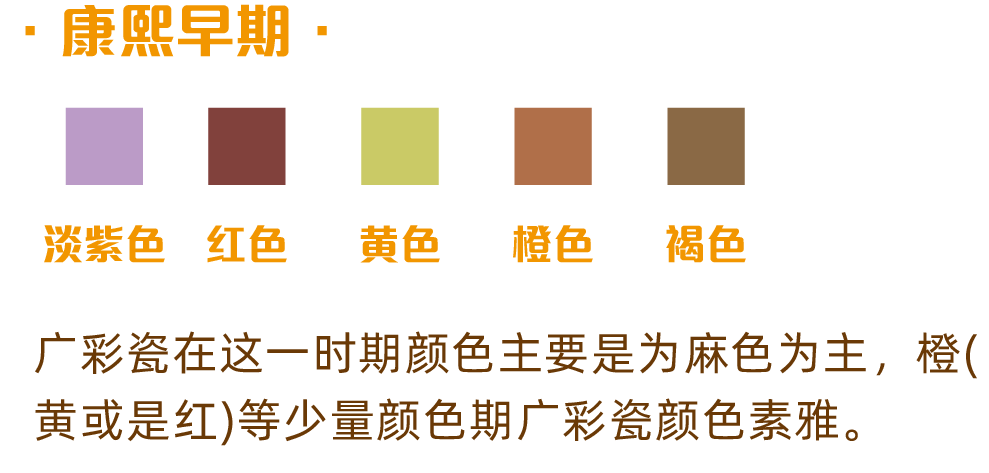 ·康熙早期·
淡紫色 红色 黄色 橙色 褐色
广彩瓷在这一时期颜色主要是为麻色为主，橙(
黄或是红)等少量颜色期广彩瓷颜色素雅。